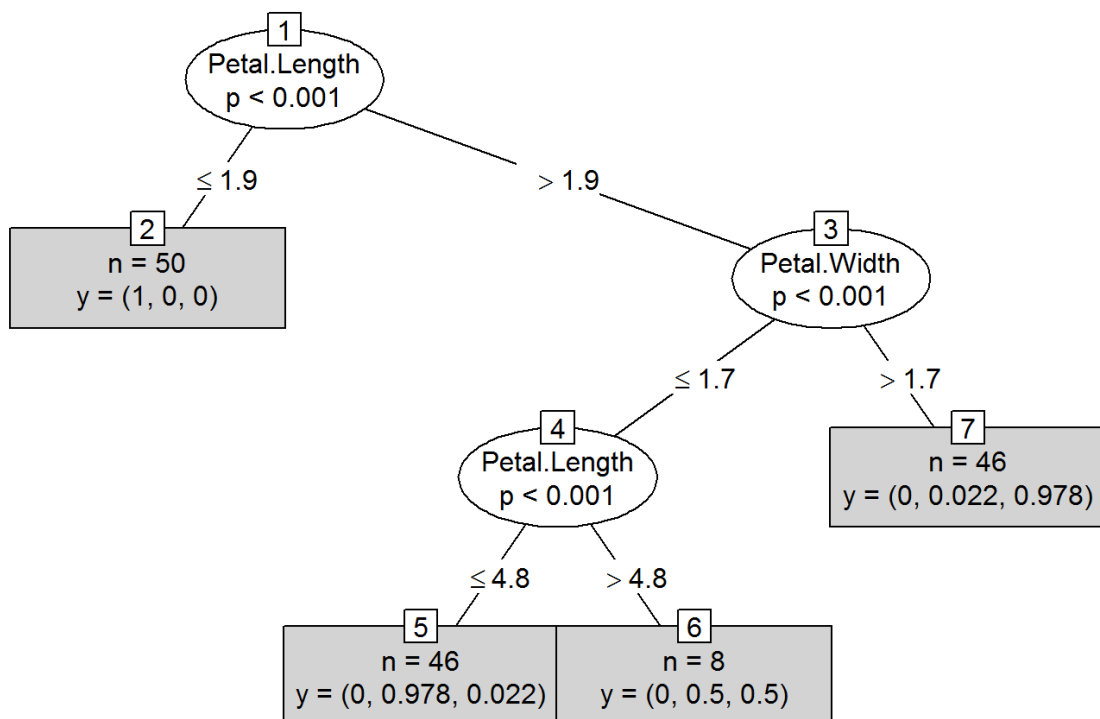 1
Petal.Length
p < 0.001
≤ 1.9
> 1.9
2
n = 50
y = (1, 0, 0)
3
Petal.Width
p < 0.001
≤ 1.7
> 1.7
4
Petal.Length
p < 0.001
7
n = 46
y = (0, 0.022, 0.978)
≤ 4.8
> 4.8
5
n = 46
y = (0, 0.978, 0.022)
6
n = 8
y = (0, 0.5, 0.5)